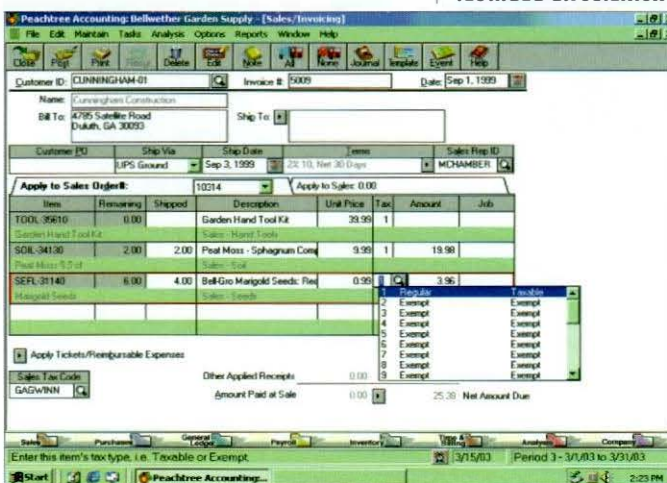 Peachtree Accounting: Bellwether Garden Supply - [Sales/Invoicing]
File Edit Maintain Tasks Analysis Options Reports Window Help
Close Post Print Delete Edit Note All None Journal Template Event Help
Customer ID: CUNNINGHAM-01 Invoice #: 5009 Date: Sep 1, 1999
Name: Cunningham Construction
Bill To: 4785 Satellite Road Ship To:
Duluth, GA 30093
Customer PO Ship Via Ship Date Terms Sales Rep ID
UPS Ground Sep 3, 1999 2% 10, Net 30 Days MCHAMBER
Apply to Sales Order#: 10314 Apply to Sales: 0.00
Item Remaining Shipped Description Unit Price Tax Amount Job
TOOL-35610 0.00 Garden Hand Tool Kit 39.99 1
Garden Hand Tool Kit Sales - Hand Tools
SOIL-34130 2.00 2.00 Peat Moss - Sphagnum Com 9.99 1 19.98
Peat Moss Sales - Soil
SEFL-31140 6.00 4.00 Bell-Gro Marigold Seeds: Re 0.99 3.96
Marigold Seeds Sales - Seeds
1 Regular Taxable
2 Exempt Exempt
3 Exempt Exempt
4 Exempt Exempt
5 Exempt Exempt
6 Exempt Exempt
7 Exempt Exempt
8 Exempt Exempt
9 Exempt Exempt
Apply Tickets/Reimbursable Expenses
Sales Tax Code Other Applied Receipts 0.00
GAGWINN Amount Paid at Sale 0.00 25.38 Net Amount Due
Sales Purchases General Ledger Payroll Inventory Time & Billing Analysis Company
Enter this item's tax type, i.e. Taxable or Exempt. 3/15/03 Period 3 - 3/1/03 to 3/31/03
Start Peachtree Accounting:... 2:23 PM